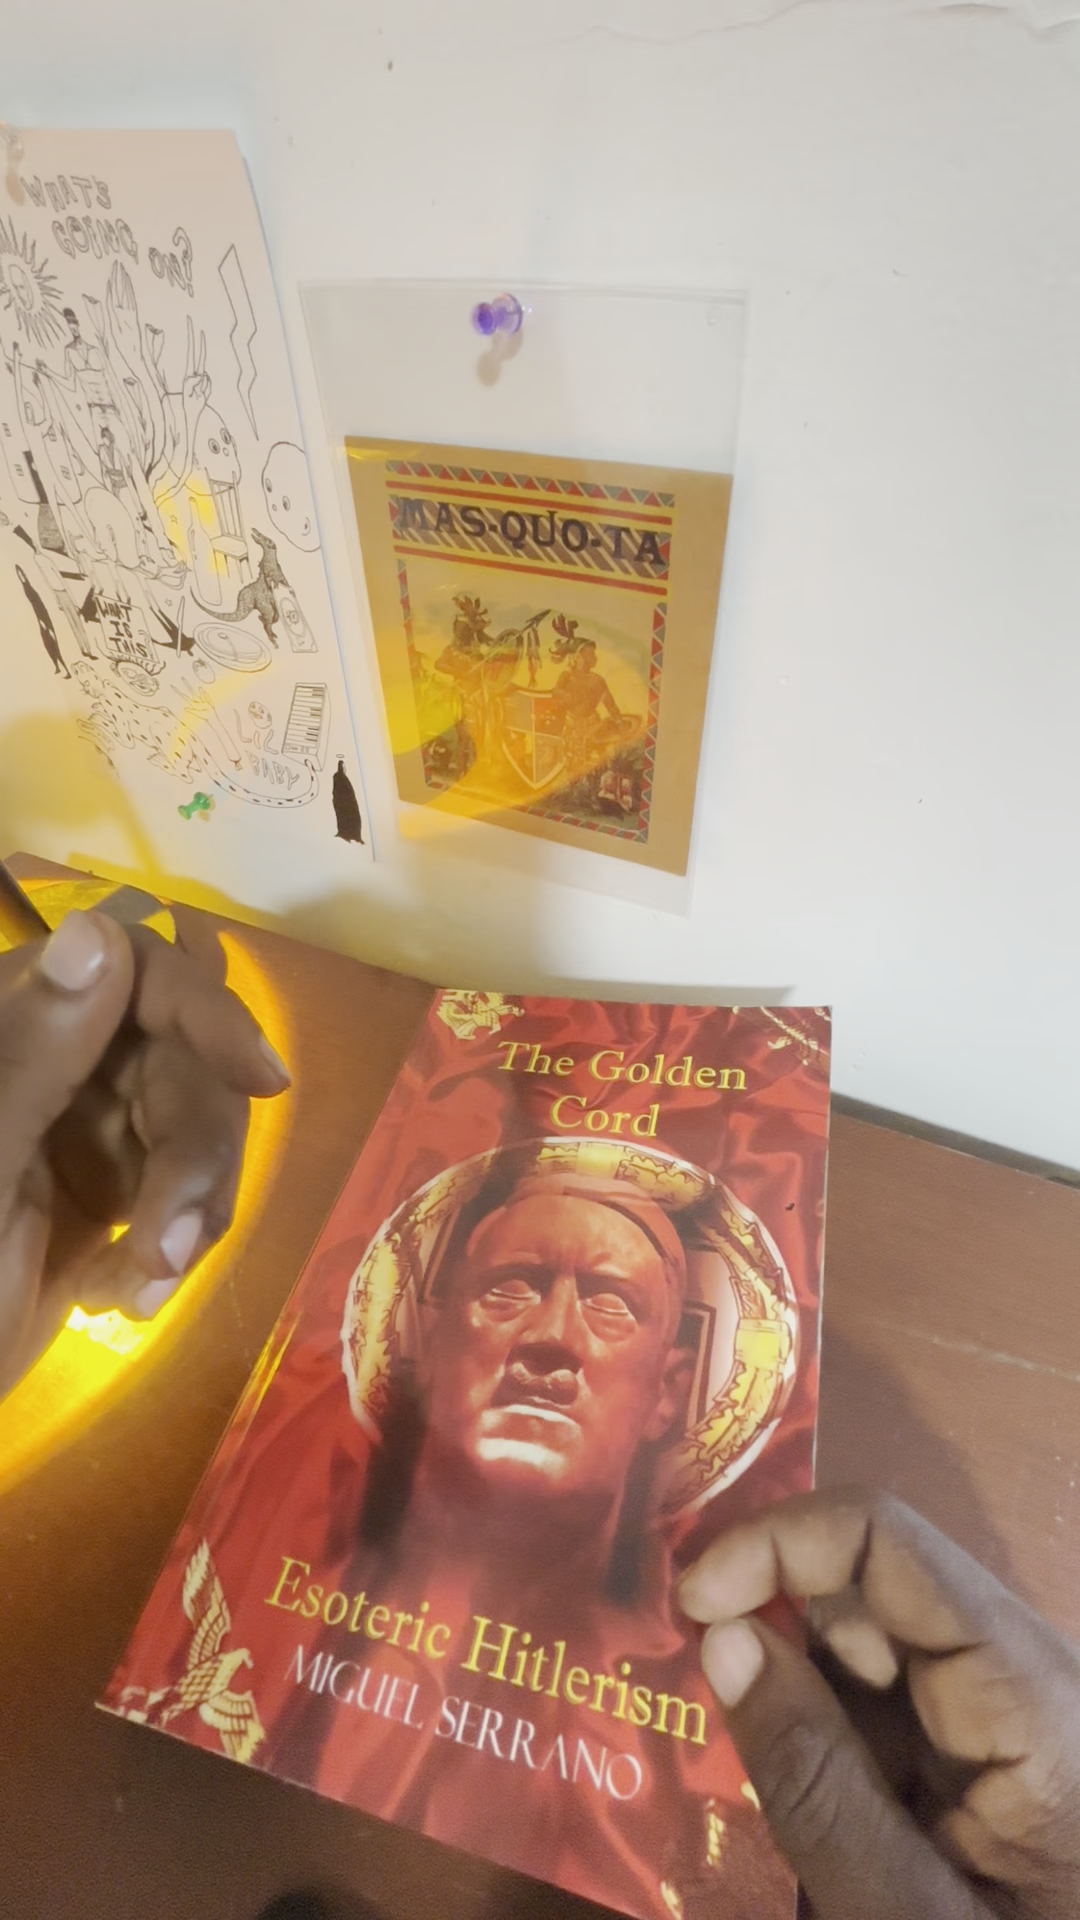 WHAT'S
GOING
ON?
WHAT
IS
THIS?
LIL
BABY
MAS-QUO-TA
The Golden
Cord
Esoteric Hitlerism
MIGUEL SERRANO